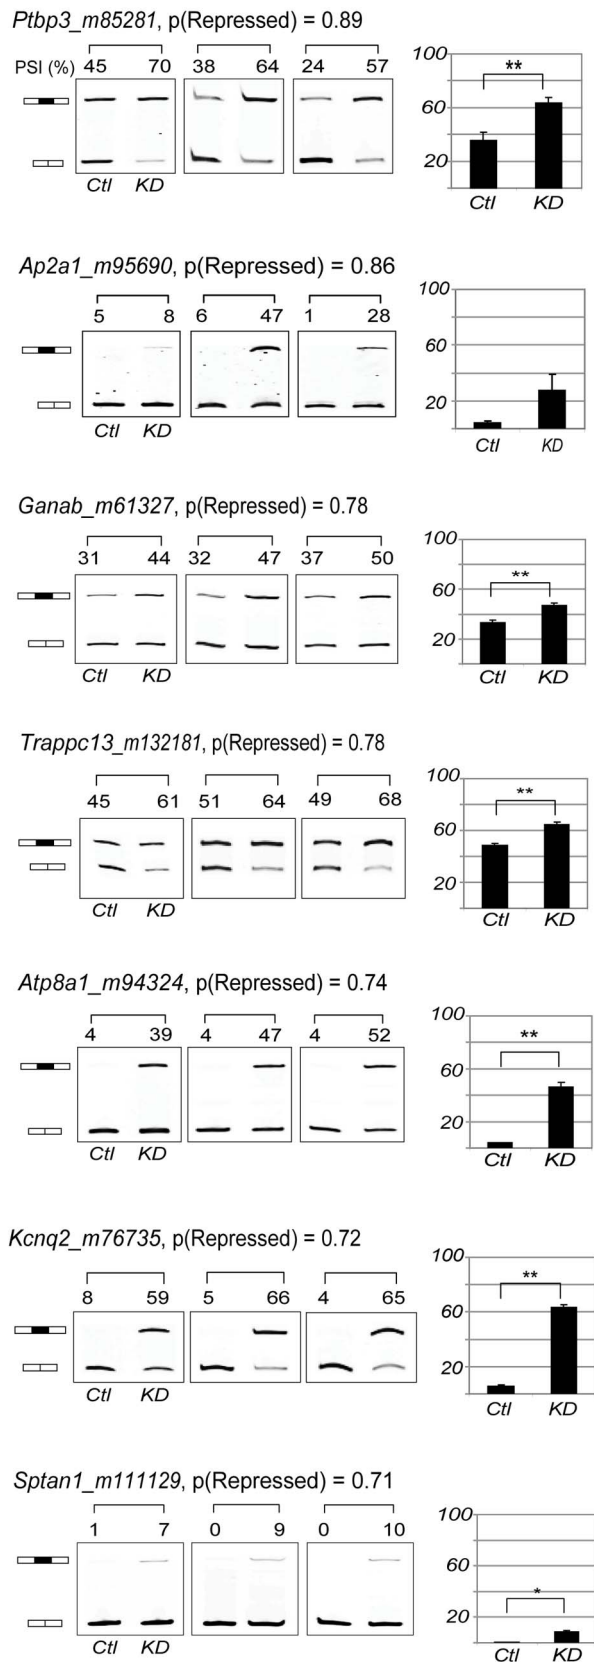 Ptbp3_m85281, p(Repressed) = 0.89
PSI (%) 45 70 38 64 24 57
100
**
60
20
Ctl KD
Ctl KD
Ap2a1_m95690, p(Repressed) = 0.86
5 8 6 47 1 28
100
60
20
Ctl KD
Ctl KD
Ganab_m61327, p(Repressed) = 0.78
31 44 32 47 37 50
100
**
60
20
Ctl KD
Ctl KD
Trappc13_m132181, p(Repressed) = 0.78
45 61 51 64 49 68
100
**
60
20
Ctl KD
Ctl KD
Atp8a1_m94324, p(Repressed) = 0.74
4 39 4 47 4 52
100
**
60
20
Ctl KD
Ctl KD
Kcnq2_m76735, p(Repressed) = 0.72
8 59 5 66 4 65
100
**
60
20
Ctl KD
Ctl KD
Sptan1_m111129, p(Repressed) = 0.71
1 7 0 9 0 10
100
60
*
20
Ctl KD
Ctl KD